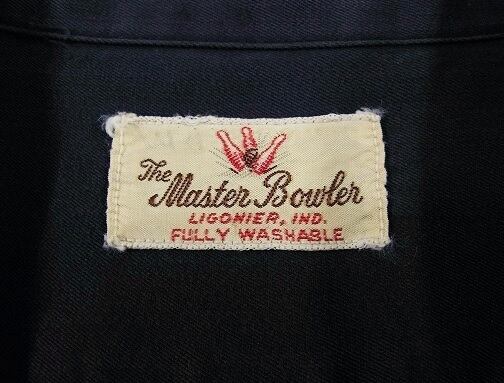 The Master Bowler
LIGONIER, IND.
FULLY WASHABLE